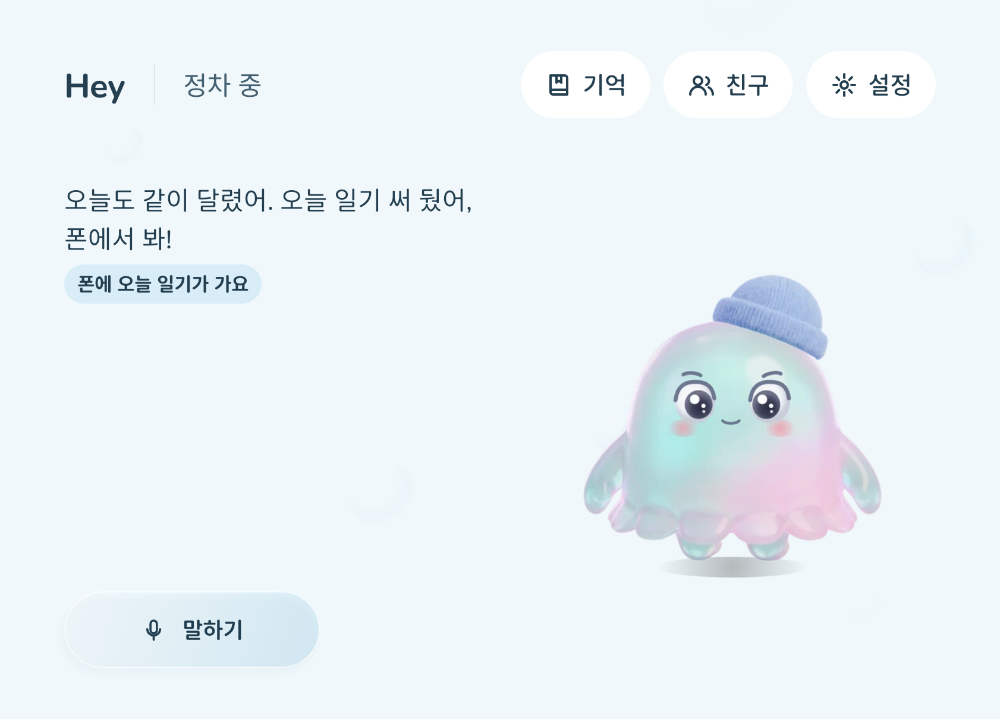 Hey
정차 중
기억
친구
설정
오늘도 같이 달렸어. 오늘 일기 써 뒀어,
폰에서 봐!
폰에 오늘 일기가 가요
말하기